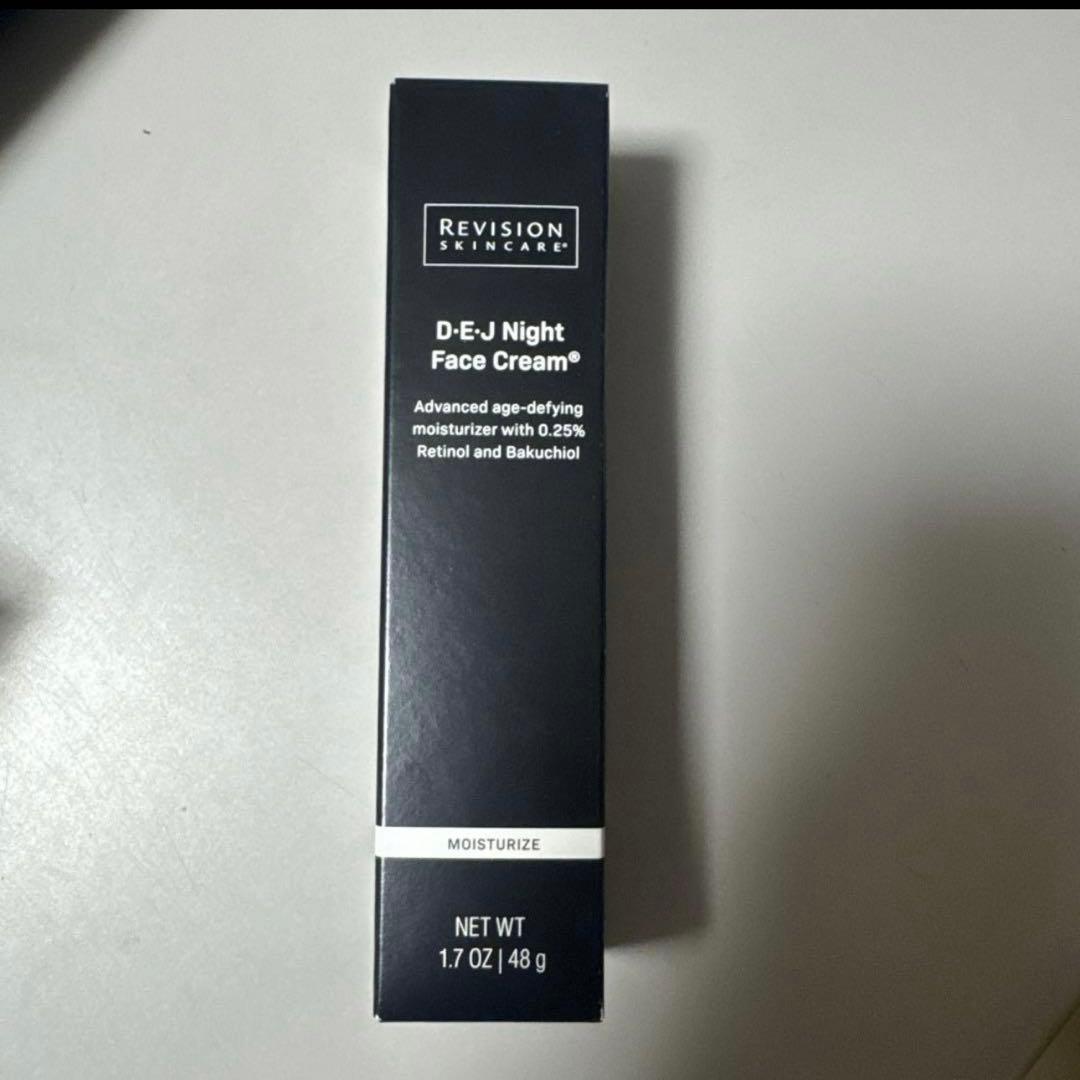 REVISION
SKINCARE®
D·E·J Night
Face Cream®
Advanced age-defying
moisturizer with 0.25%
Retinol and Bakuchiol
MOISTURIZE
NET WT
1.7 OZ | 48 g